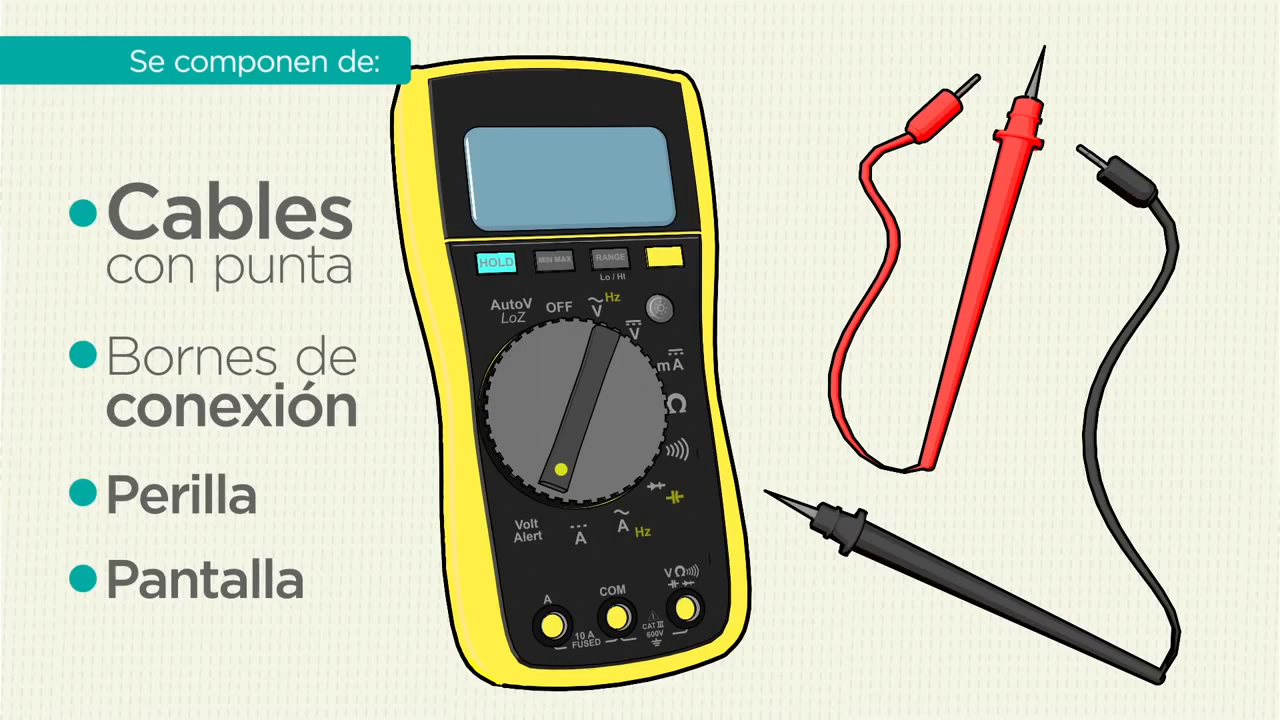 Se componen de:
Cables
con punta
Bornes de
conexión
Perilla
Pantalla
HOLD
MIN MAX
RANGE
Lo / HI
AutoV
LoZ
OFF
V Hz
V
mA
Ω
Volt
Alert
A
A Hz
A
COM
V Ω
10 A
FUSED
CAT III
600V